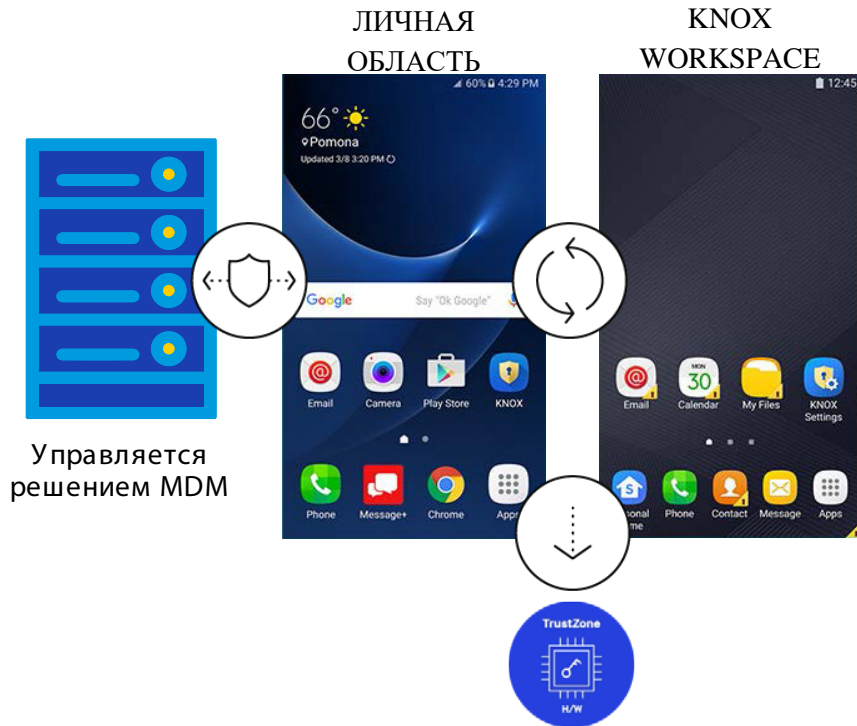 ЛИЧНАЯ
ОБЛАСТЬ
KNOX
WORKSPACE
60% 4:29 PM
66°
Pomona
Updated 3/8 3:20 PM
Google Say "Ok Google"
Email Camera Play Store KNOX
Phone Message+ Chrome Apps
12:45
MON
30
Email Calendar My Files KNOX
Settings
S
onal Phone Contact Message Apps
me
Управляется
решением MDM
TrustZone
H/W